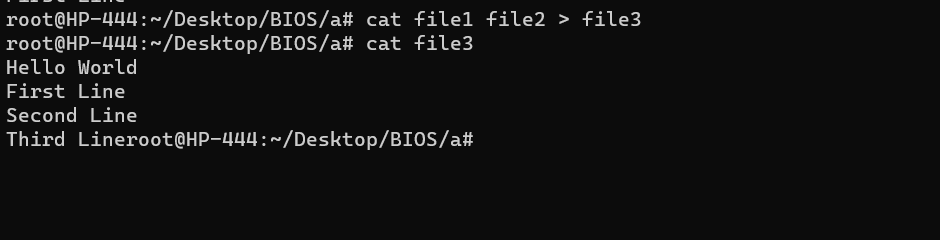 root@HP-444:~/Desktop/BIOS/a# cat file1 file2 > file3
root@HP-444:~/Desktop/BIOS/a# cat file3
Hello World
First Line
Second Line
Third Lineroot@HP-444:~/Desktop/BIOS/a#